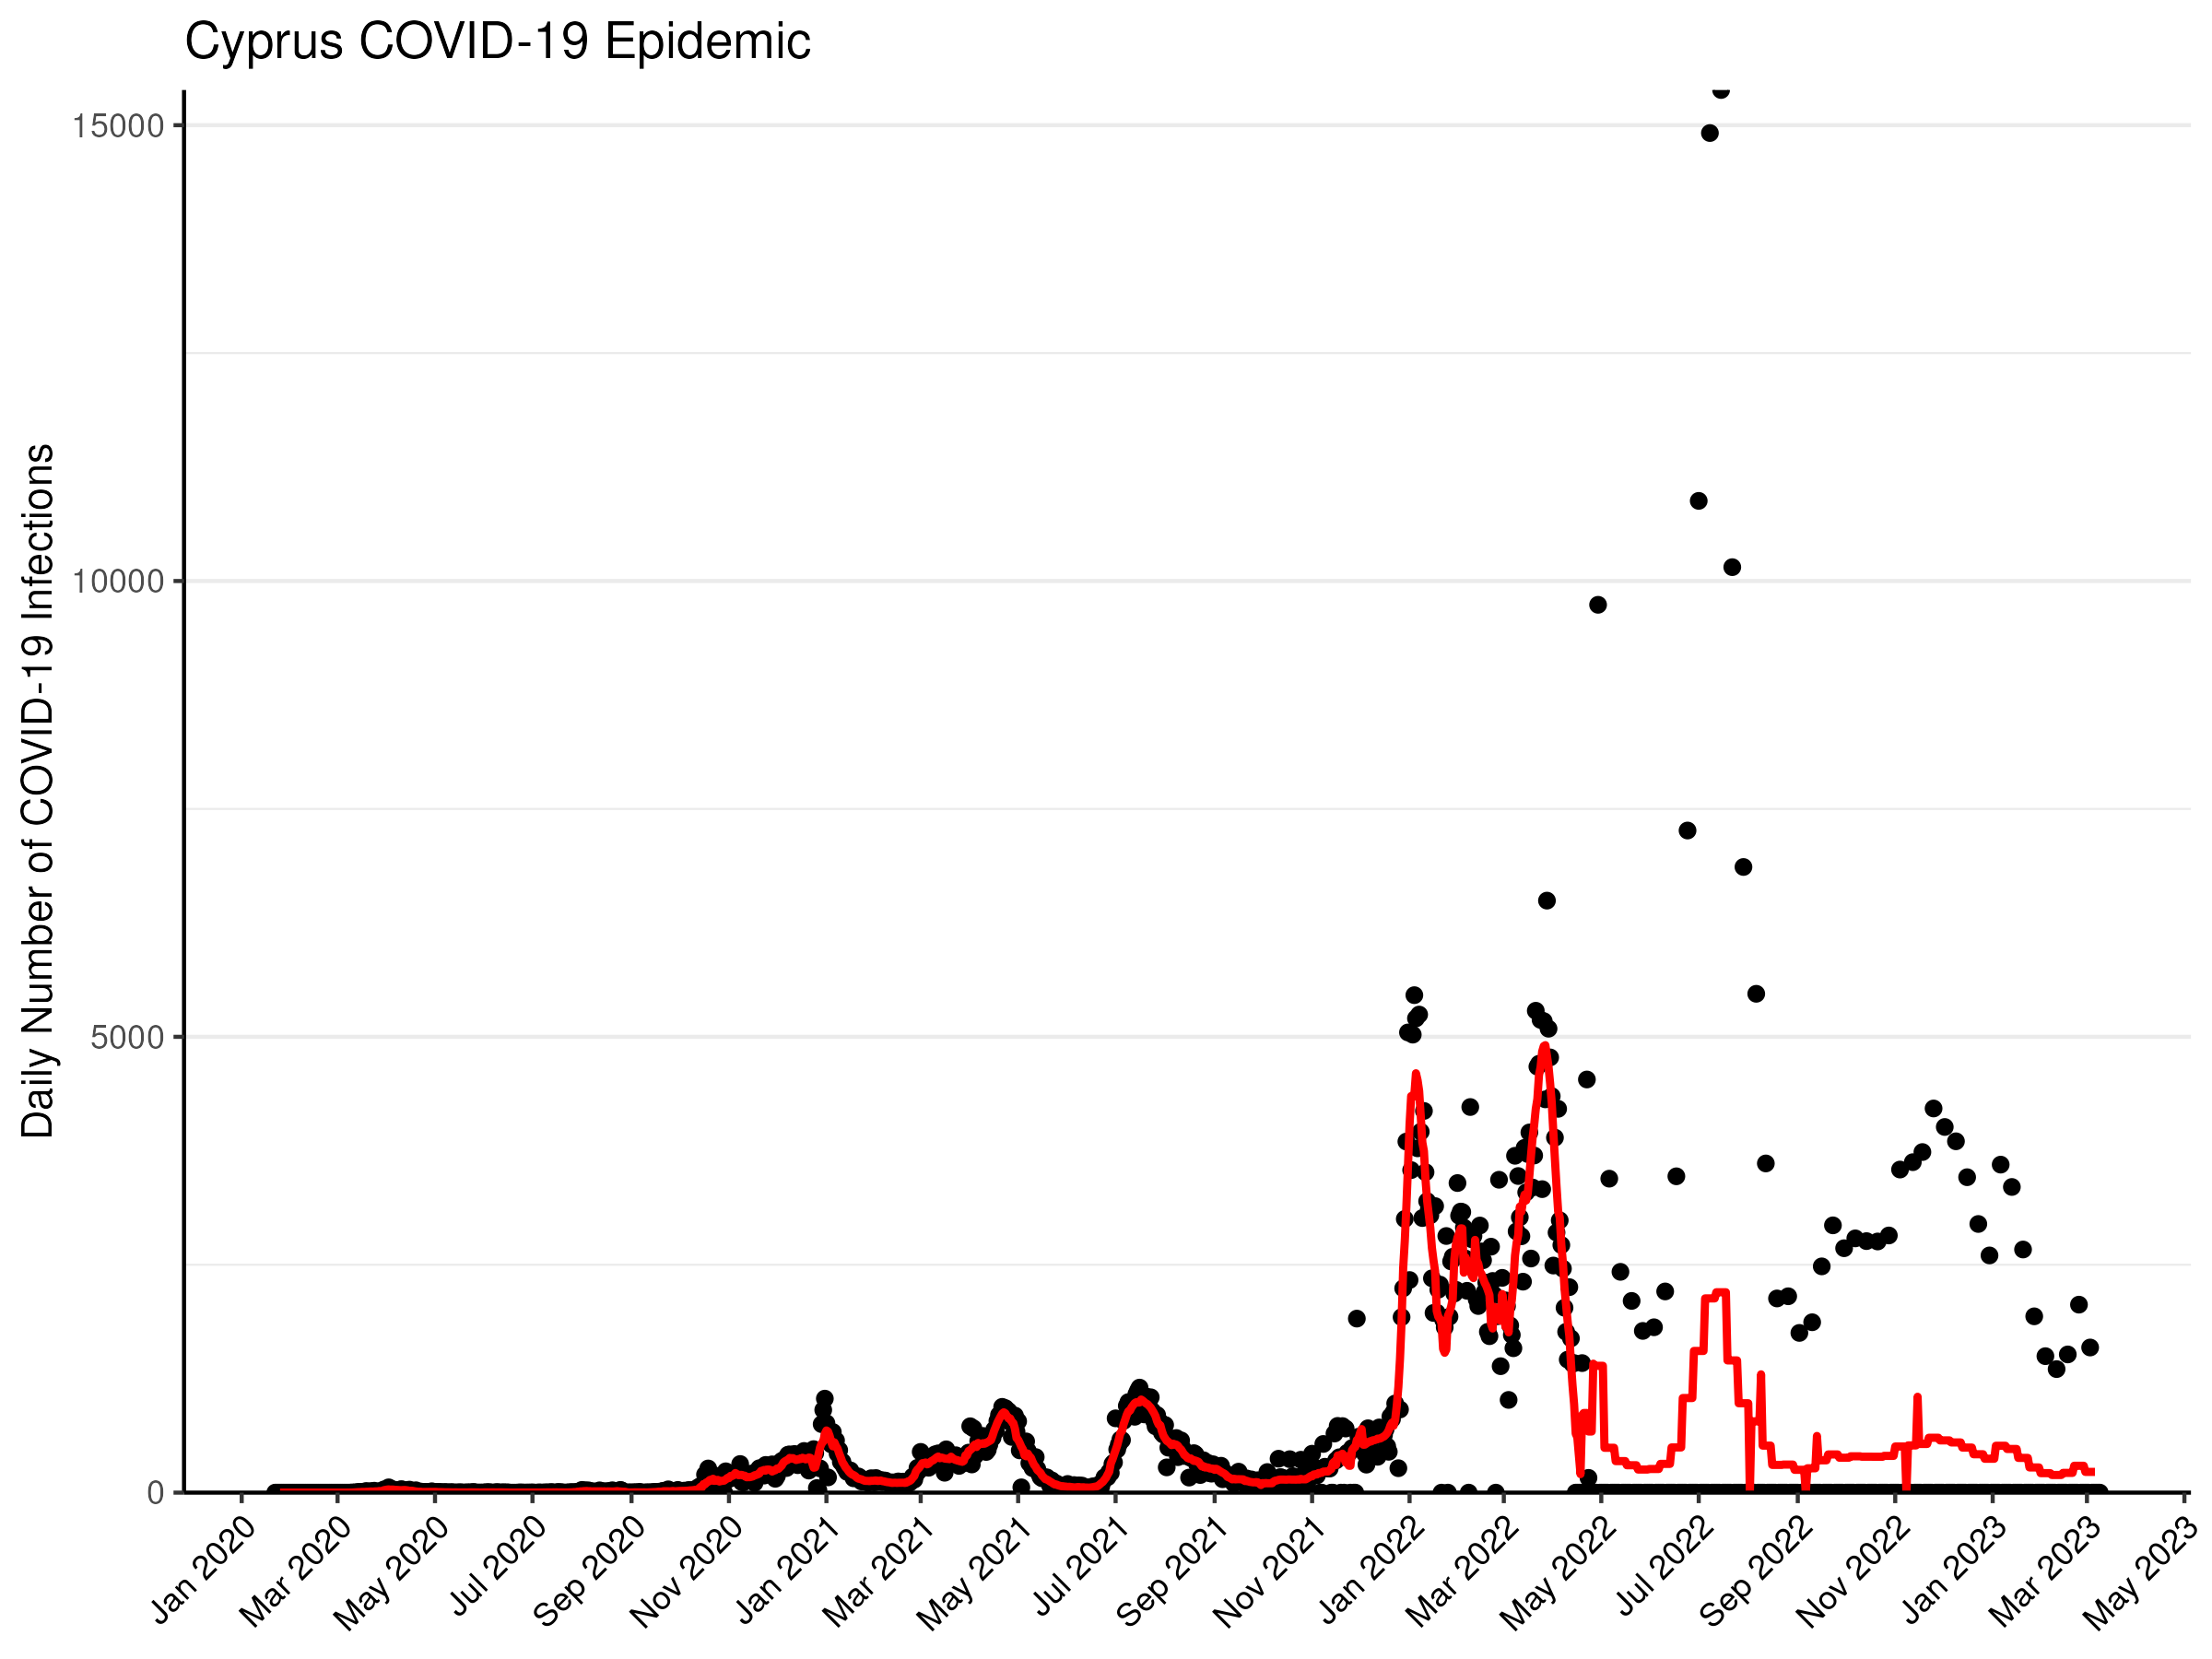 Cyprus COVID-19 Epidemic
Daily Number of COVID-19 Infections
15000
10000
5000
0
Jan 2020
Mar 2020
May 2020
Jul 2020
Sep 2020
Nov 2020
Jan 2021
Mar 2021
May 2021
Jul 2021
Sep 2021
Nov 2021
Jan 2022
Mar 2022
May 2022
Jul 2022
Sep 2022
Nov 2022
Jan 2023
Mar 2023
May 2023